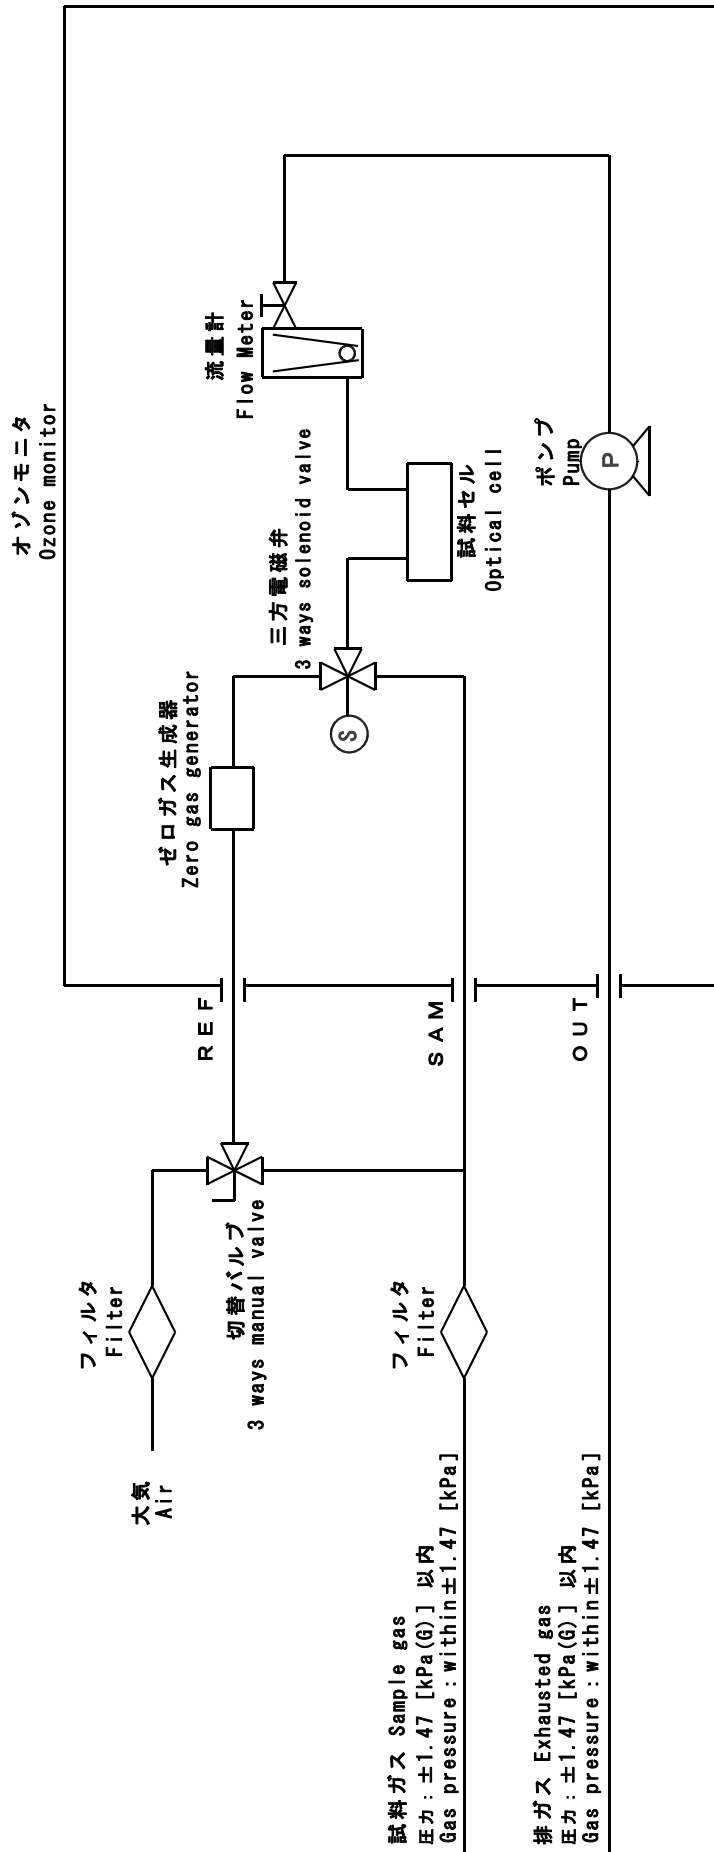 オゾンモニタ
Ozone monitor
大気
Air
フィルタ
Filter
切替バルブ
3 ways manual valve
REF
ゼロガス生成器
Zero gas generator
三方電磁弁
3 ways solenoid valve
S
流量計
Flow Meter
試料ガス Sample gas
圧力：±1.47 [kPa(G)] 以内
Gas pressure：within±1.47 [kPa]
フィルタ
Filter
SAM
試料セル
Optical cell
排ガス Exhausted gas
圧力：±1.47 [kPa(G)] 以内
Gas pressure：within±1.47 [kPa]
OUT
ポンプ
Pump
P